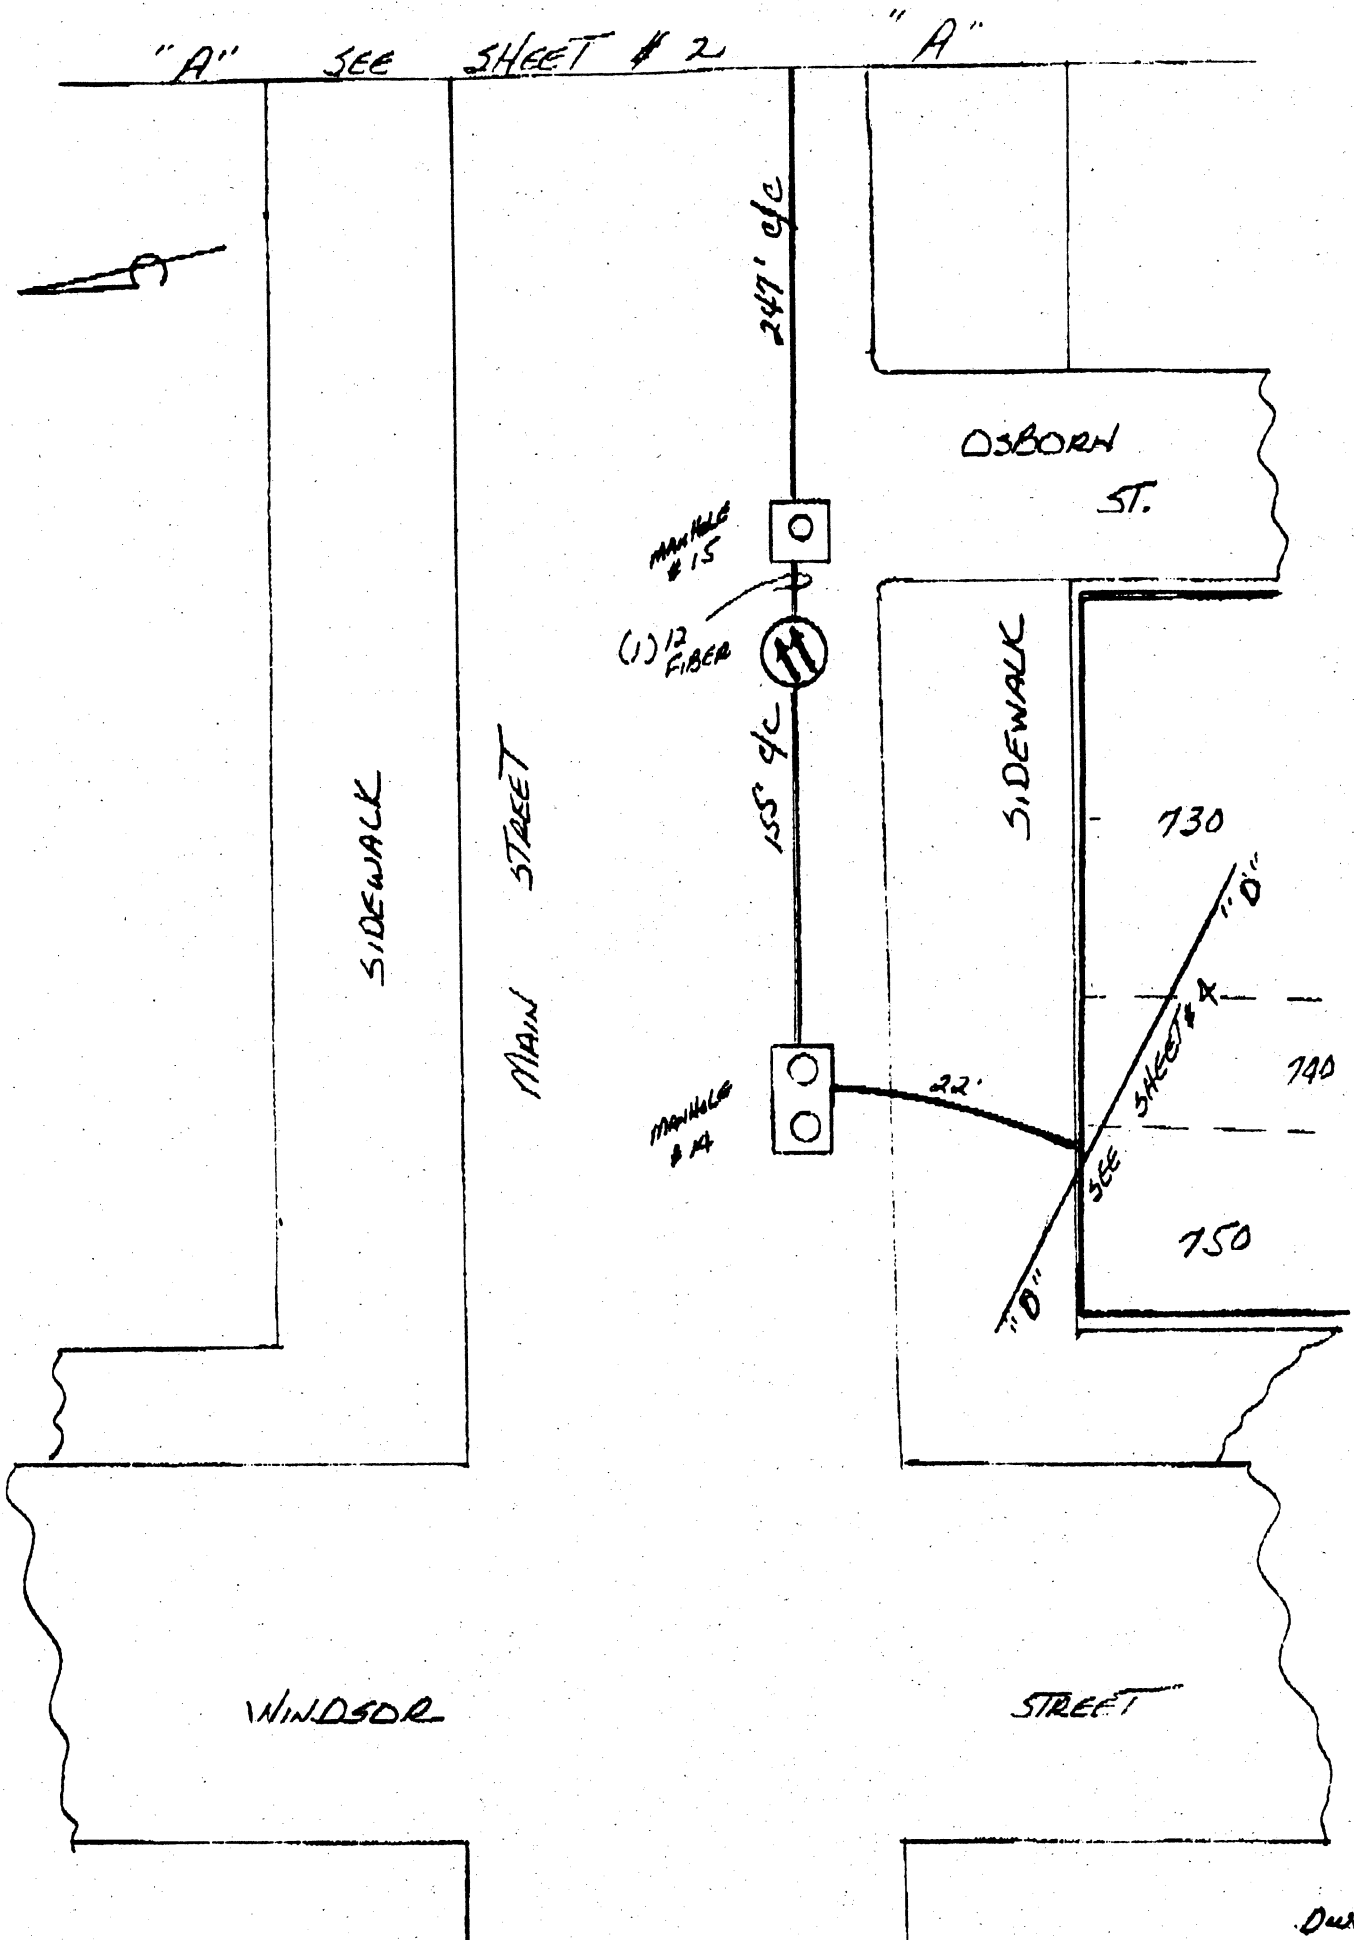 "A" SEE SHEET # 2 "A"
247' c/c
OSBORN
ST.
MANHOLE
# 15
(1) 12
FIBER
155' c/c
SIDEWALK
SIDEWALK
MAIN STREET
730
"D"
SEE SHEET # 4
740
22'
MANHOLE
# 14
750
"D"
WINDSOR STREET